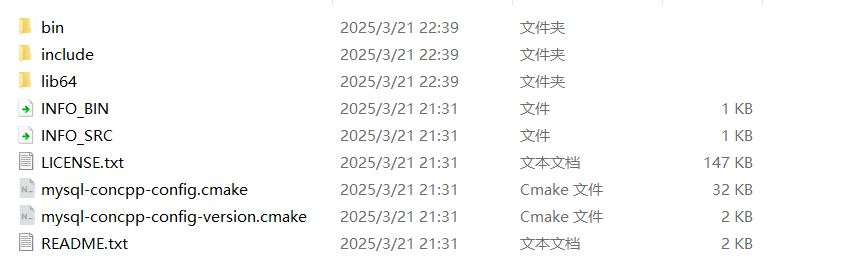 bin 2025/3/21 22:39 文件夹
include 2025/3/21 22:39 文件夹
lib64 2025/3/21 22:39 文件夹
INFO_BIN 2025/3/21 21:31 文件 1 KB
INFO_SRC 2025/3/21 21:31 文件 1 KB
LICENSE.txt 2025/3/21 21:31 文本文档 147 KB
mysql-concpp-config.cmake 2025/3/21 21:31 Cmake 文件 32 KB
mysql-concpp-config-version.cmake 2025/3/21 21:31 Cmake 文件 2 KB
README.txt 2025/3/21 21:31 文本文档 2 KB